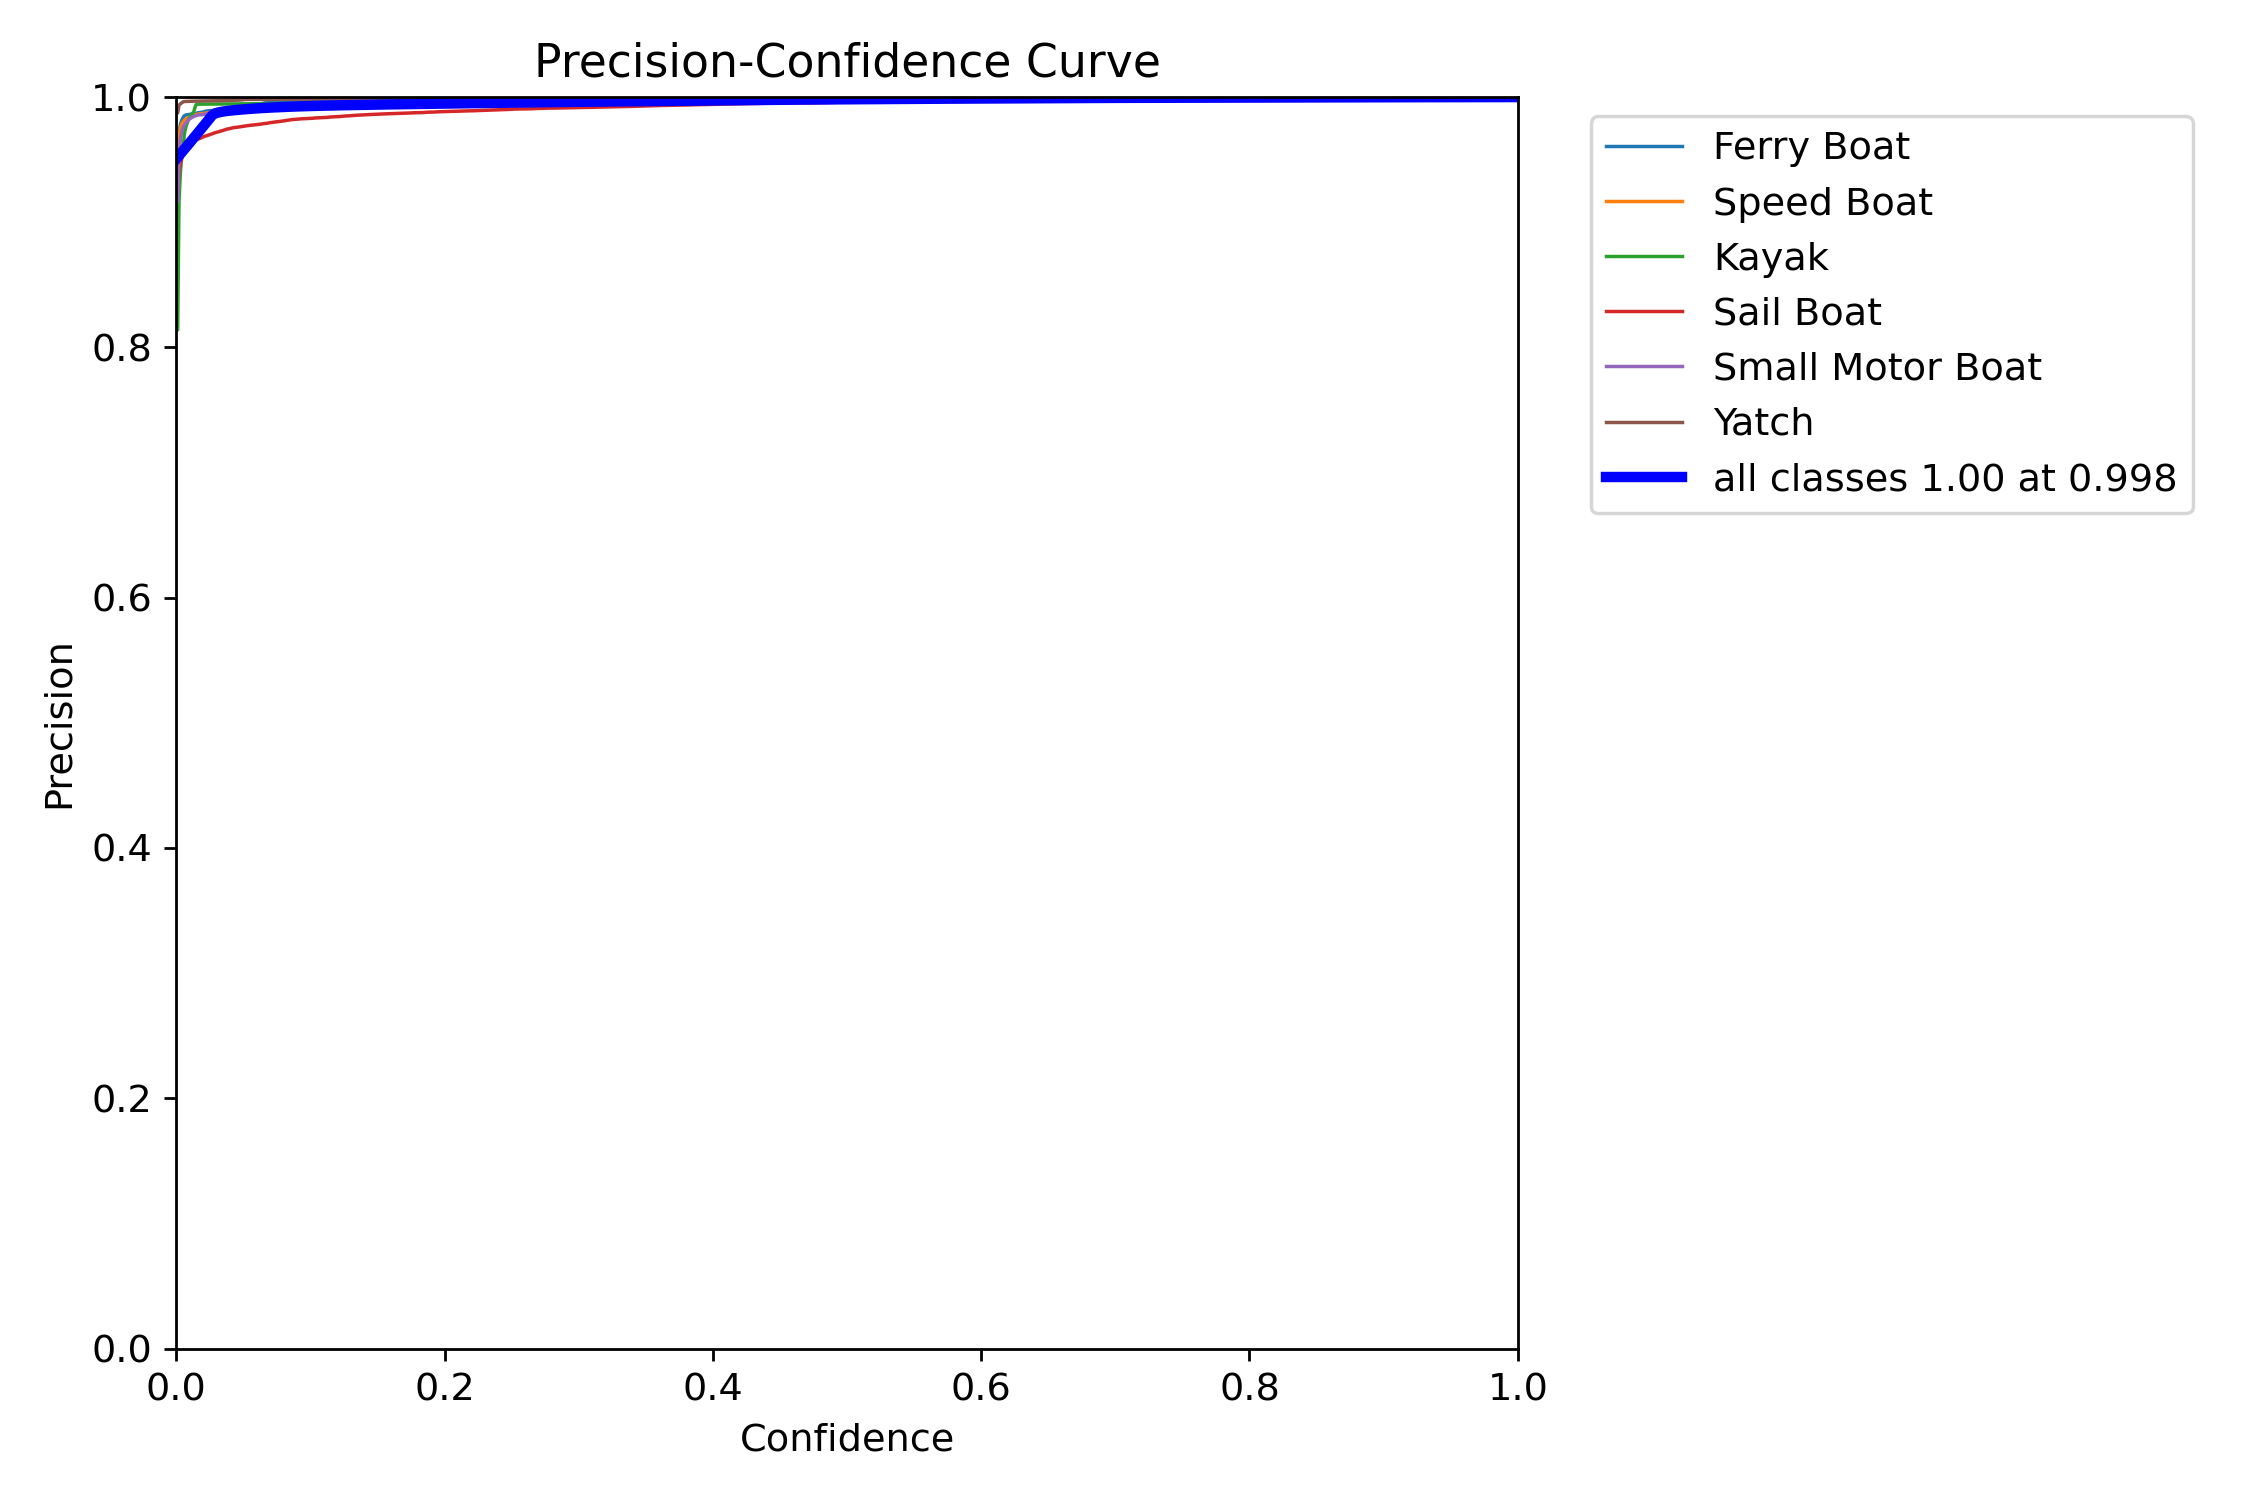 Precision-Confidence Curve
1.0
0.8
0.6
0.4
0.2
0.0
Precision
0.0 0.2 0.4 0.6 0.8 1.0
Confidence
Ferry Boat
Speed Boat
Kayak
Sail Boat
Small Motor Boat
Yatch
all classes 1.00 at 0.998